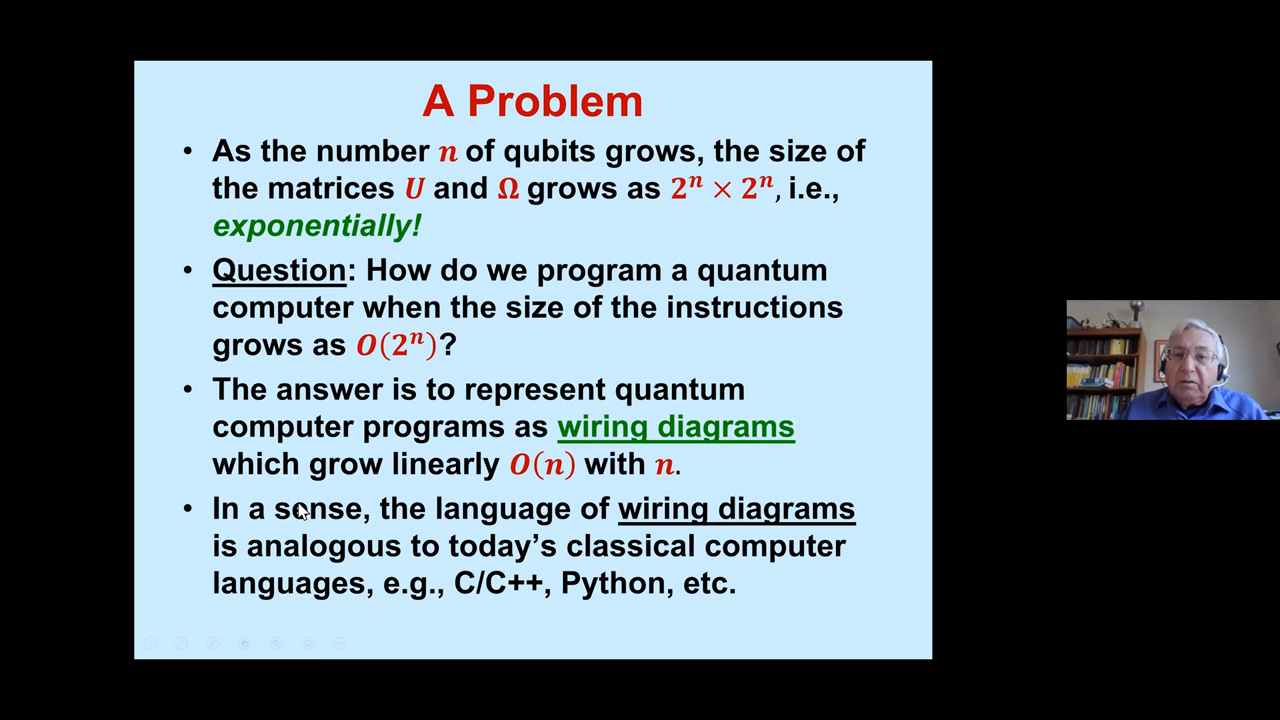 A Problem
• As the number n of qubits grows, the size of
the matrices U and Ω grows as 2ⁿ × 2ⁿ, i.e.,
exponentially!
• Question: How do we program a quantum
computer when the size of the instructions
grows as O(2ⁿ)?
• The answer is to represent quantum
computer programs as wiring diagrams
which grow linearly O(n) with n.
• In a sense, the language of wiring diagrams
is analogous to today’s classical computer
languages, e.g., C/C++, Python, etc.